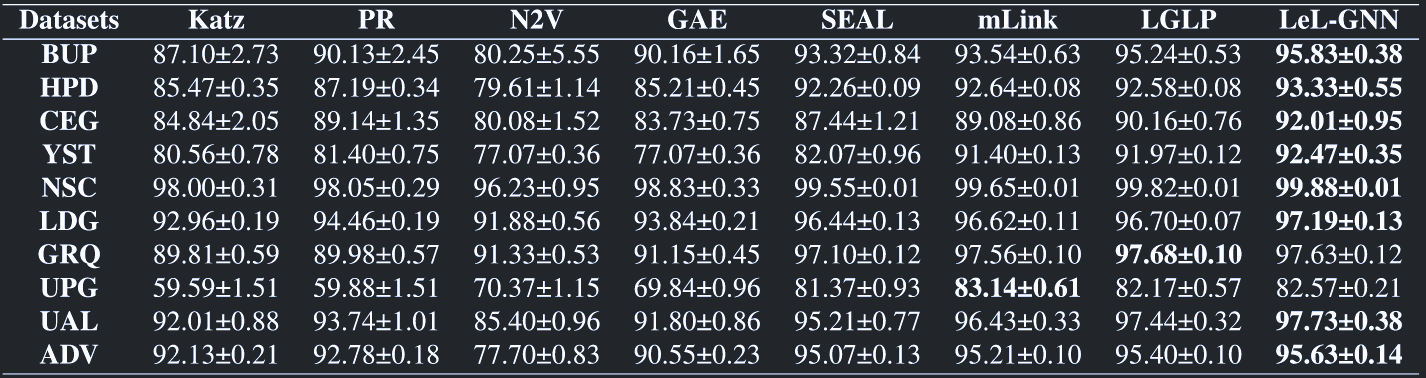 Datasets Katz PR N2V GAE SEAL mLink LGLP LeL-GNN
BUP 87.10±2.73 90.13±2.45 80.25±5.55 90.16±1.65 93.32±0.84 93.54±0.63 95.24±0.53 95.83±0.38
HPD 85.47±0.35 87.19±0.34 79.61±1.14 85.21±0.45 92.26±0.09 92.64±0.08 92.58±0.08 93.33±0.55
CEG 84.84±2.05 89.14±1.35 80.08±1.52 83.73±0.75 87.44±1.21 89.08±0.86 90.16±0.76 92.01±0.95
YST 80.56±0.78 81.40±0.75 77.07±0.36 77.07±0.36 82.07±0.96 91.40±0.13 91.97±0.12 92.47±0.35
NSC 98.00±0.31 98.05±0.29 96.23±0.95 98.83±0.33 99.55±0.01 99.65±0.01 99.82±0.01 99.88±0.01
LDG 92.96±0.19 94.46±0.19 91.88±0.56 93.84±0.21 96.44±0.13 96.62±0.11 96.70±0.07 97.19±0.13
GRQ 89.81±0.59 89.98±0.57 91.33±0.53 91.15±0.45 97.10±0.12 97.56±0.10 97.68±0.10 97.63±0.12
UPG 59.59±1.51 59.88±1.51 70.37±1.15 69.84±0.96 81.37±0.93 83.14±0.61 82.17±0.57 82.57±0.21
UAL 92.01±0.88 93.74±1.01 85.40±0.96 91.80±0.86 95.21±0.77 96.43±0.33 97.44±0.32 97.73±0.38
ADV 92.13±0.21 92.78±0.18 77.70±0.83 90.55±0.23 95.07±0.13 95.21±0.10 95.40±0.10 95.63±0.14